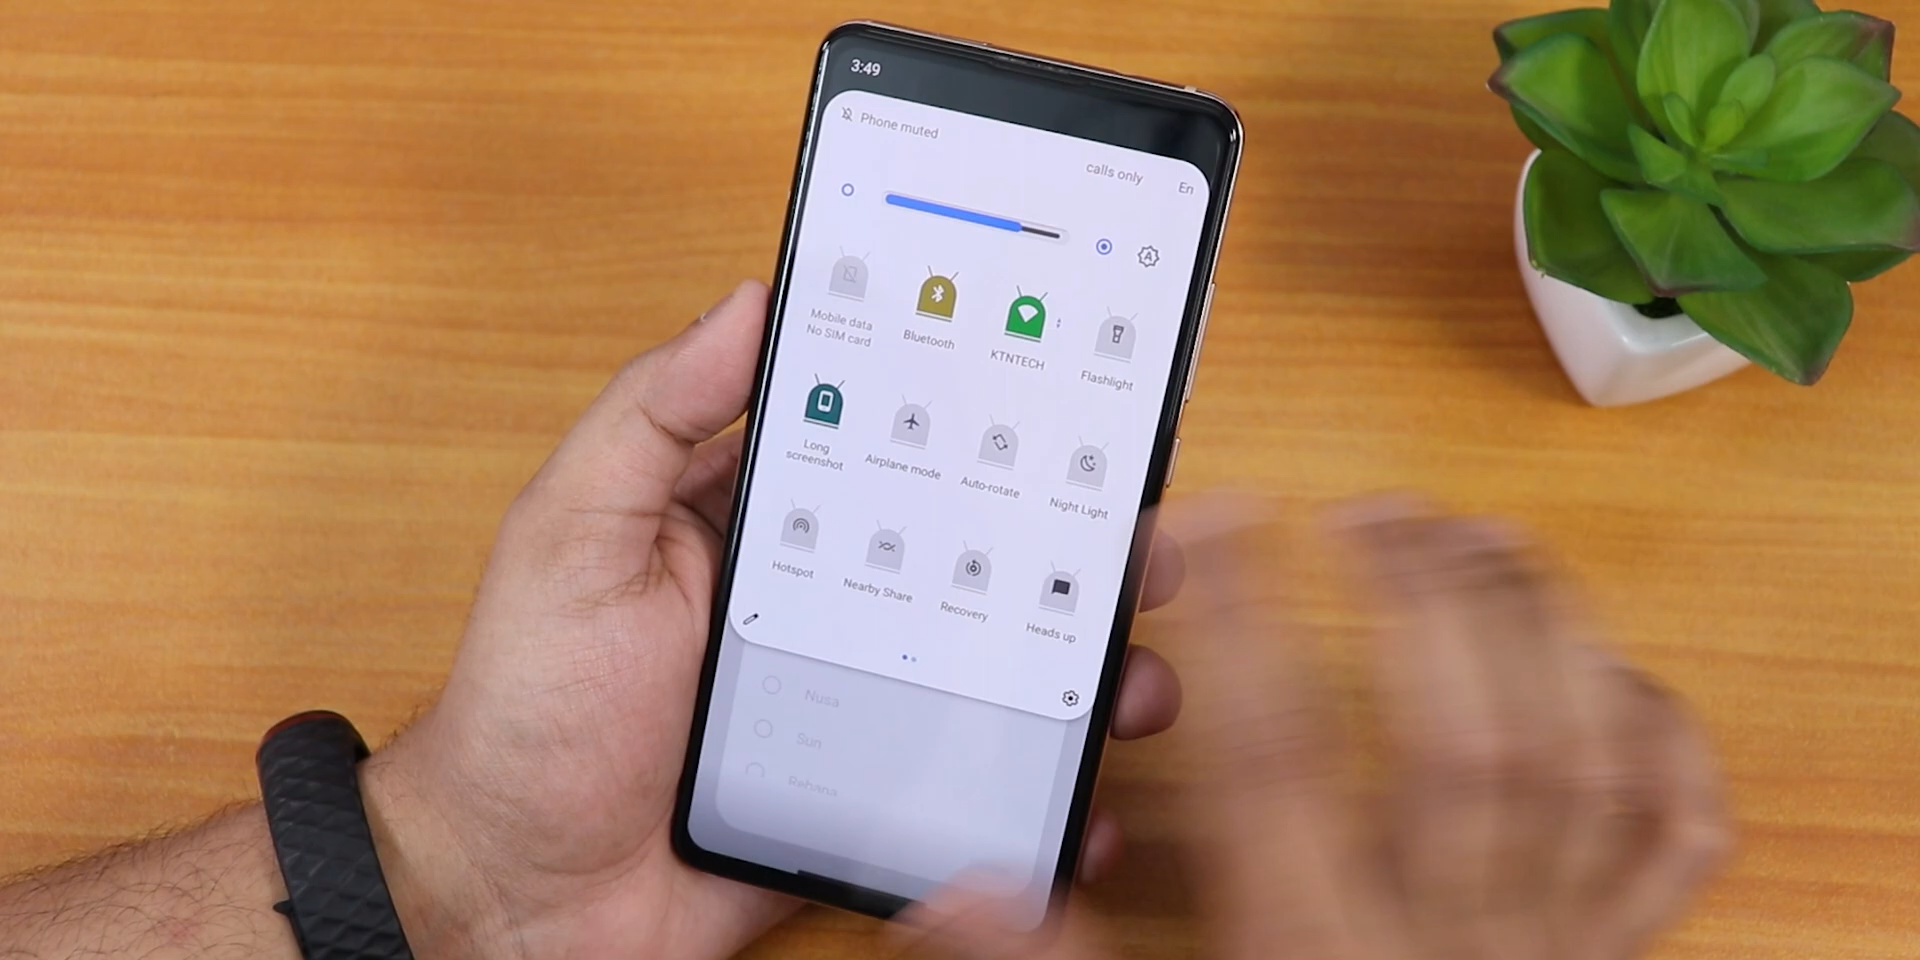 3:49
Phone muted
calls only
En
A
Mobile data
No SIM card
Bluetooth
KTNTECH
Flashlight
Long
screenshot
Airplane mode
Auto-rotate
Night Light
Hotspot
Nearby Share
Recovery
Heads up
Nusa
Sun
Rehana